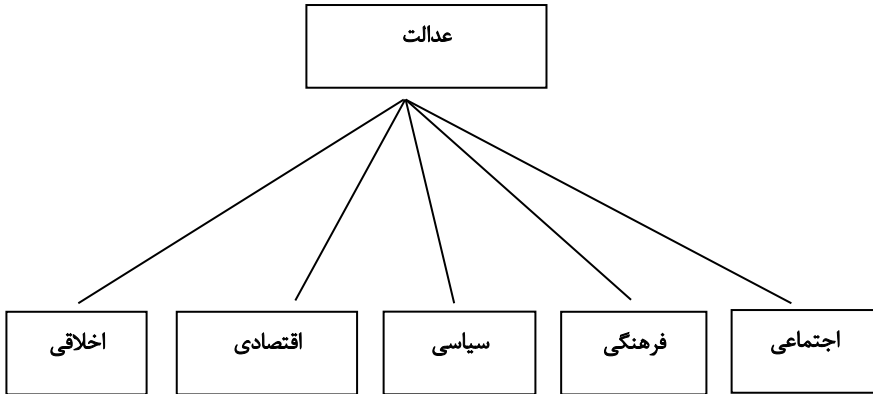 عدالت
اجتماعی
فرهنگی
سیاسی
اقتصادی
اخلاقی